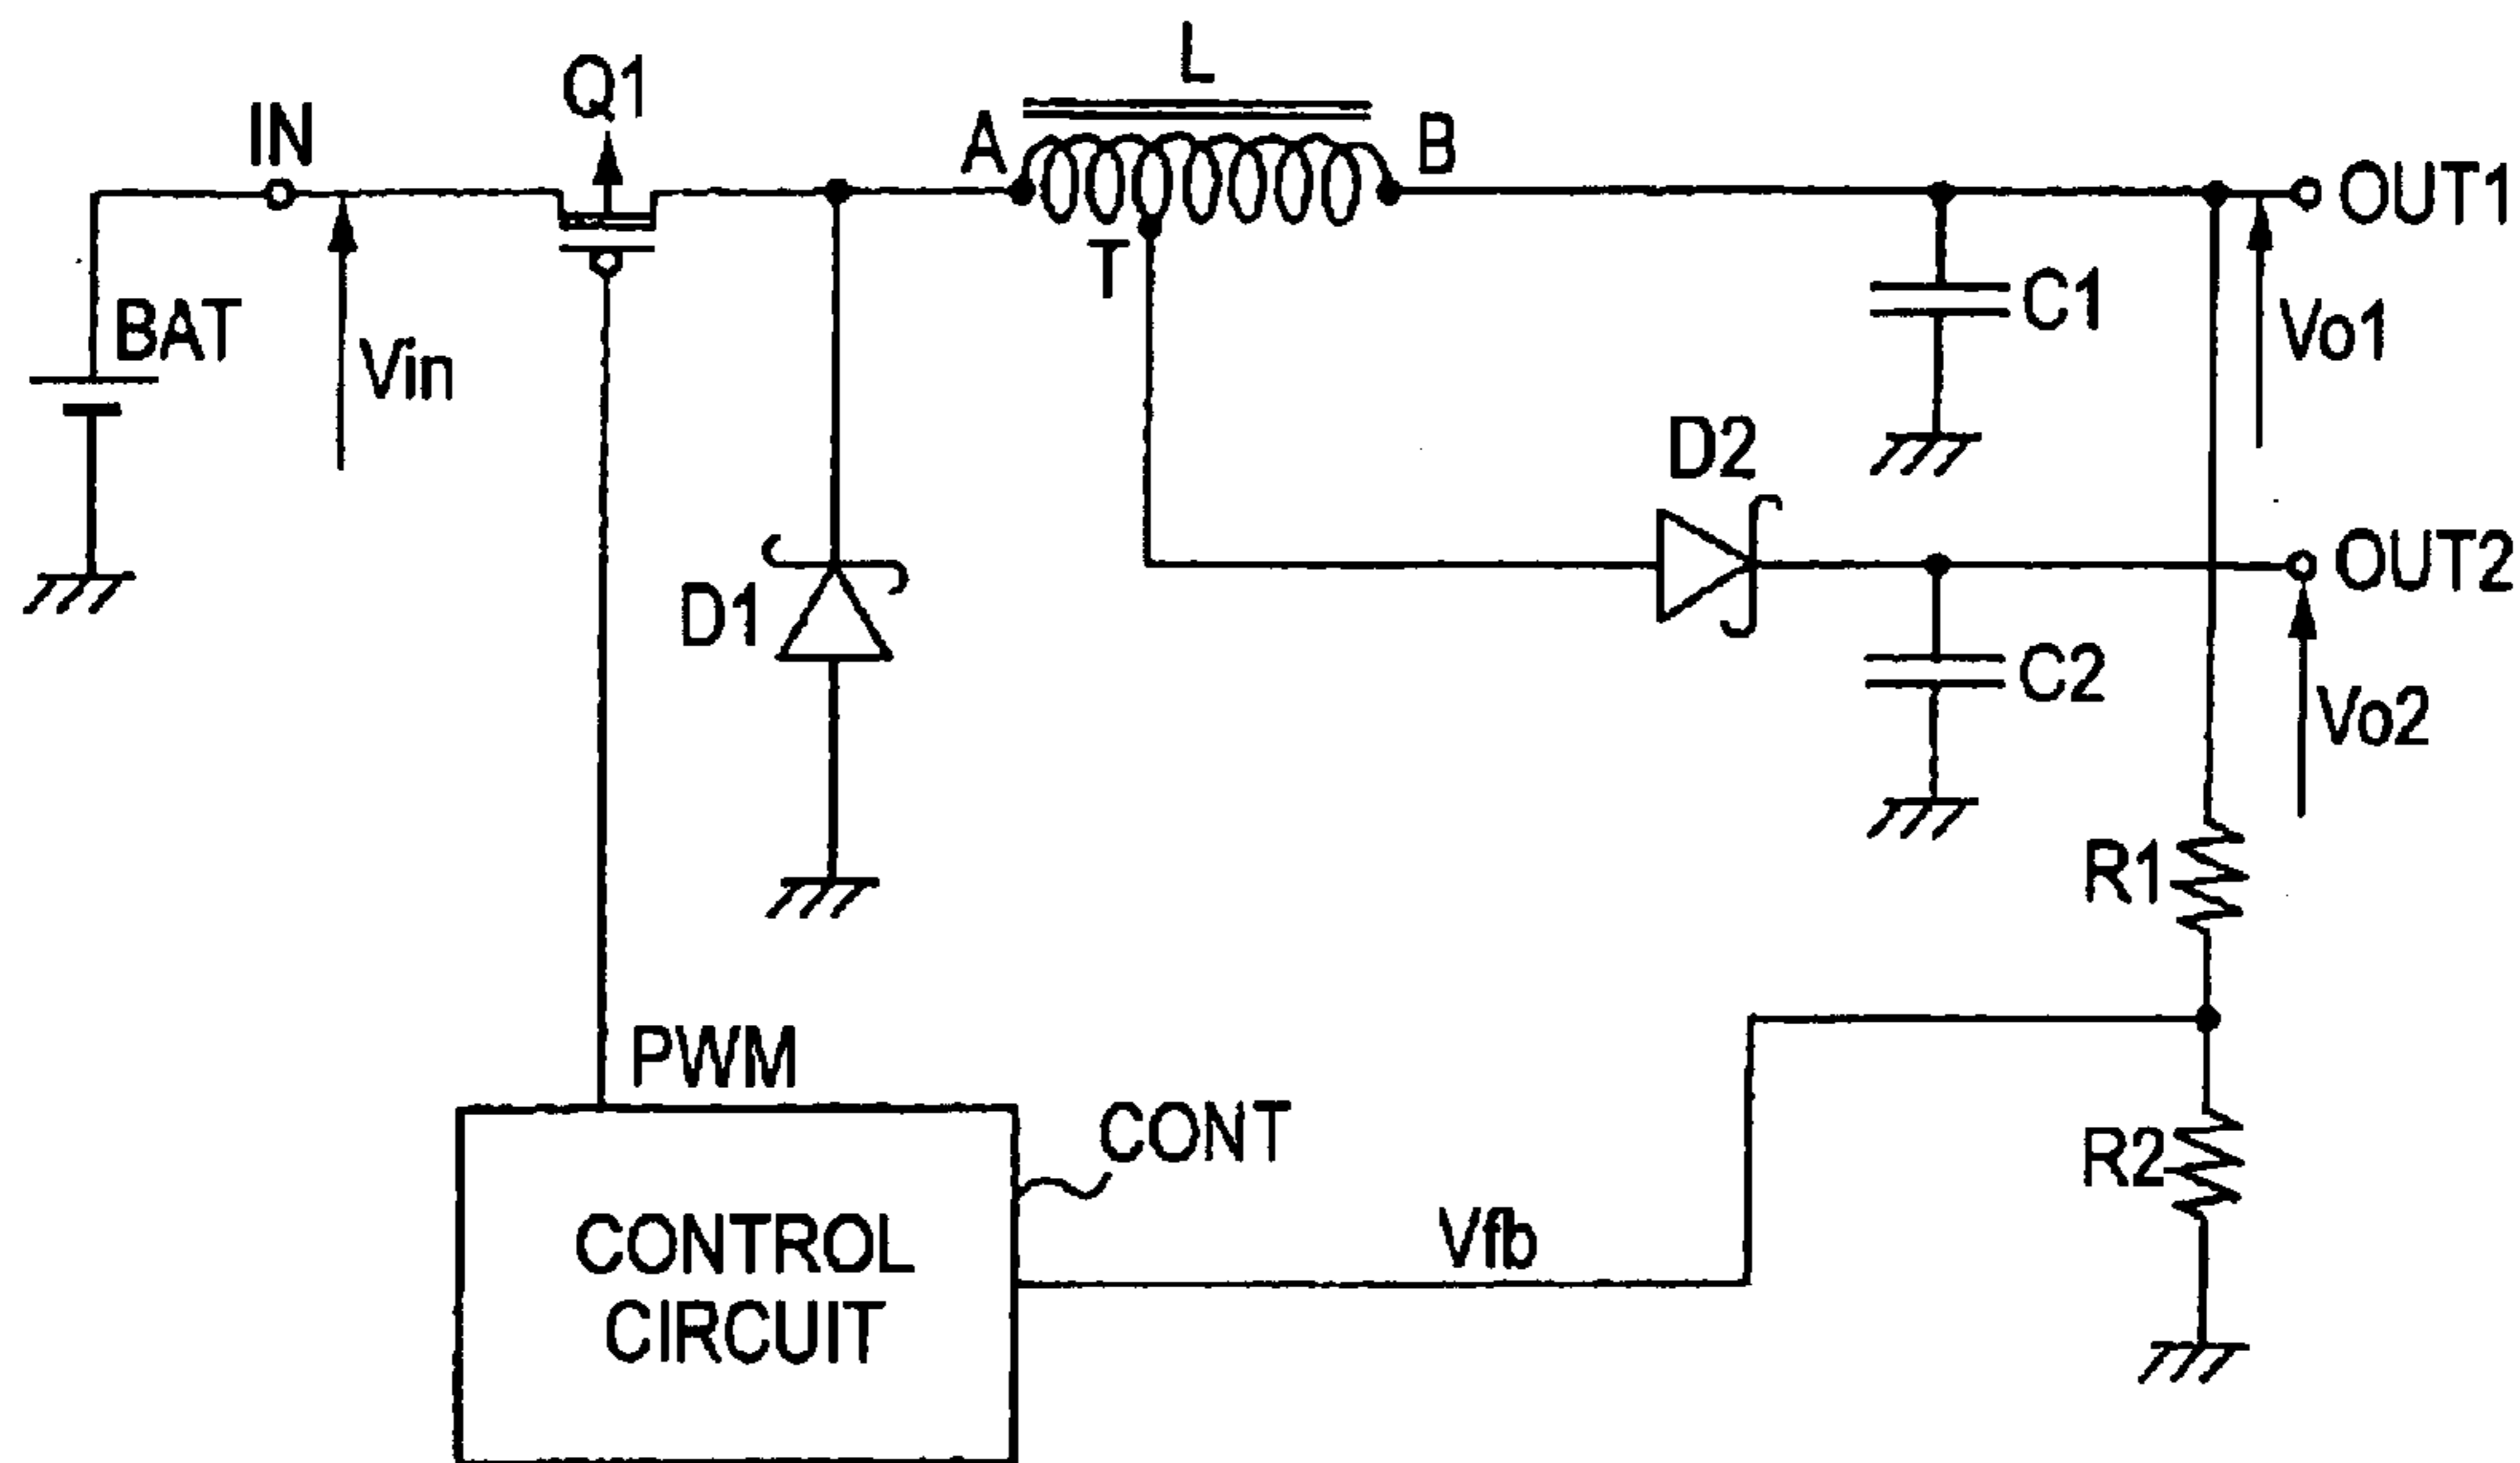 L
Q1
IN
A
B
OUT1
T
C1
BAT
Vin
Vo1
D2
OUT2
D1
C2
Vo2
R1
PWM
CONT
R2
CONTROL
CIRCUIT
Vfb